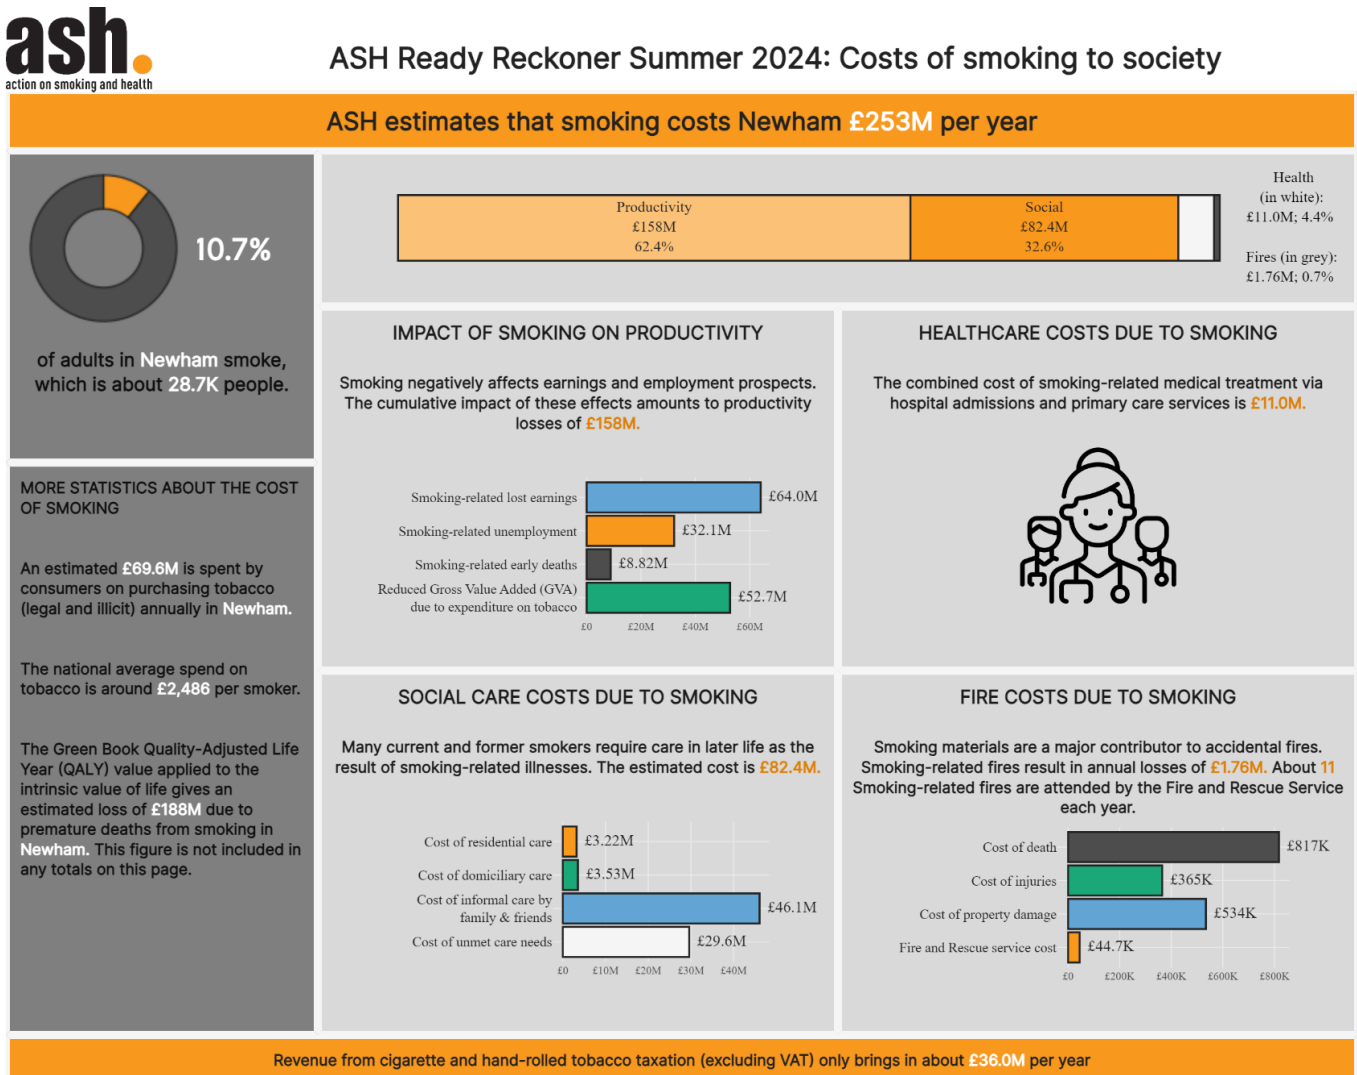 ash.
action on smoking and health
ASH Ready Reckoner Summer 2024: Costs of smoking to society
ASH estimates that smoking costs Newham £253M per year
10.7%
of adults in Newham smoke,
which is about 28.7K people.
MORE STATISTICS ABOUT THE COST
OF SMOKING
An estimated £69.6M is spent by
consumers on purchasing tobacco
(legal and illicit) annually in Newham.
The national average spend on
tobacco is around £2,486 per smoker.
The Green Book Quality-Adjusted Life
Year (QALY) value applied to the
intrinsic value of life gives an
estimated loss of £188M due to
premature deaths from smoking in
Newham. This figure is not included in
any totals on this page.
Productivity
£158M
62.4%
Social
£82.4M
32.6%
Health
(in white):
£11.0M; 4.4%
Fires (in grey):
£1.76M; 0.7%
IMPACT OF SMOKING ON PRODUCTIVITY
Smoking negatively affects earnings and employment prospects.
The cumulative impact of these effects amounts to productivity
losses of £158M.
Smoking-related lost earnings £64.0M
Smoking-related unemployment £32.1M
Smoking-related early deaths £8.82M
Reduced Gross Value Added (GVA)
due to expenditure on tobacco £52.7M
£0 £20M £40M £60M
HEALTHCARE COSTS DUE TO SMOKING
The combined cost of smoking-related medical treatment via
hospital admissions and primary care services is £11.0M.
SOCIAL CARE COSTS DUE TO SMOKING
Many current and former smokers require care in later life as the
result of smoking-related illnesses. The estimated cost is £82.4M.
Cost of residential care £3.22M
Cost of domiciliary care £3.53M
Cost of informal care by
family & friends £46.1M
Cost of unmet care needs £29.6M
£0 £10M £20M £30M £40M
FIRE COSTS DUE TO SMOKING
Smoking materials are a major contributor to accidental fires.
Smoking-related fires result in annual losses of £1.76M. About 11
Smoking-related fires are attended by the Fire and Rescue Service
each year.
Cost of death £817K
Cost of injuries £365K
Cost of property damage £534K
Fire and Rescue service cost £44.7K
£0 £200K £400K £600K £800K
Revenue from cigarette and hand-rolled tobacco taxation (excluding VAT) only brings in about £36.0M per year